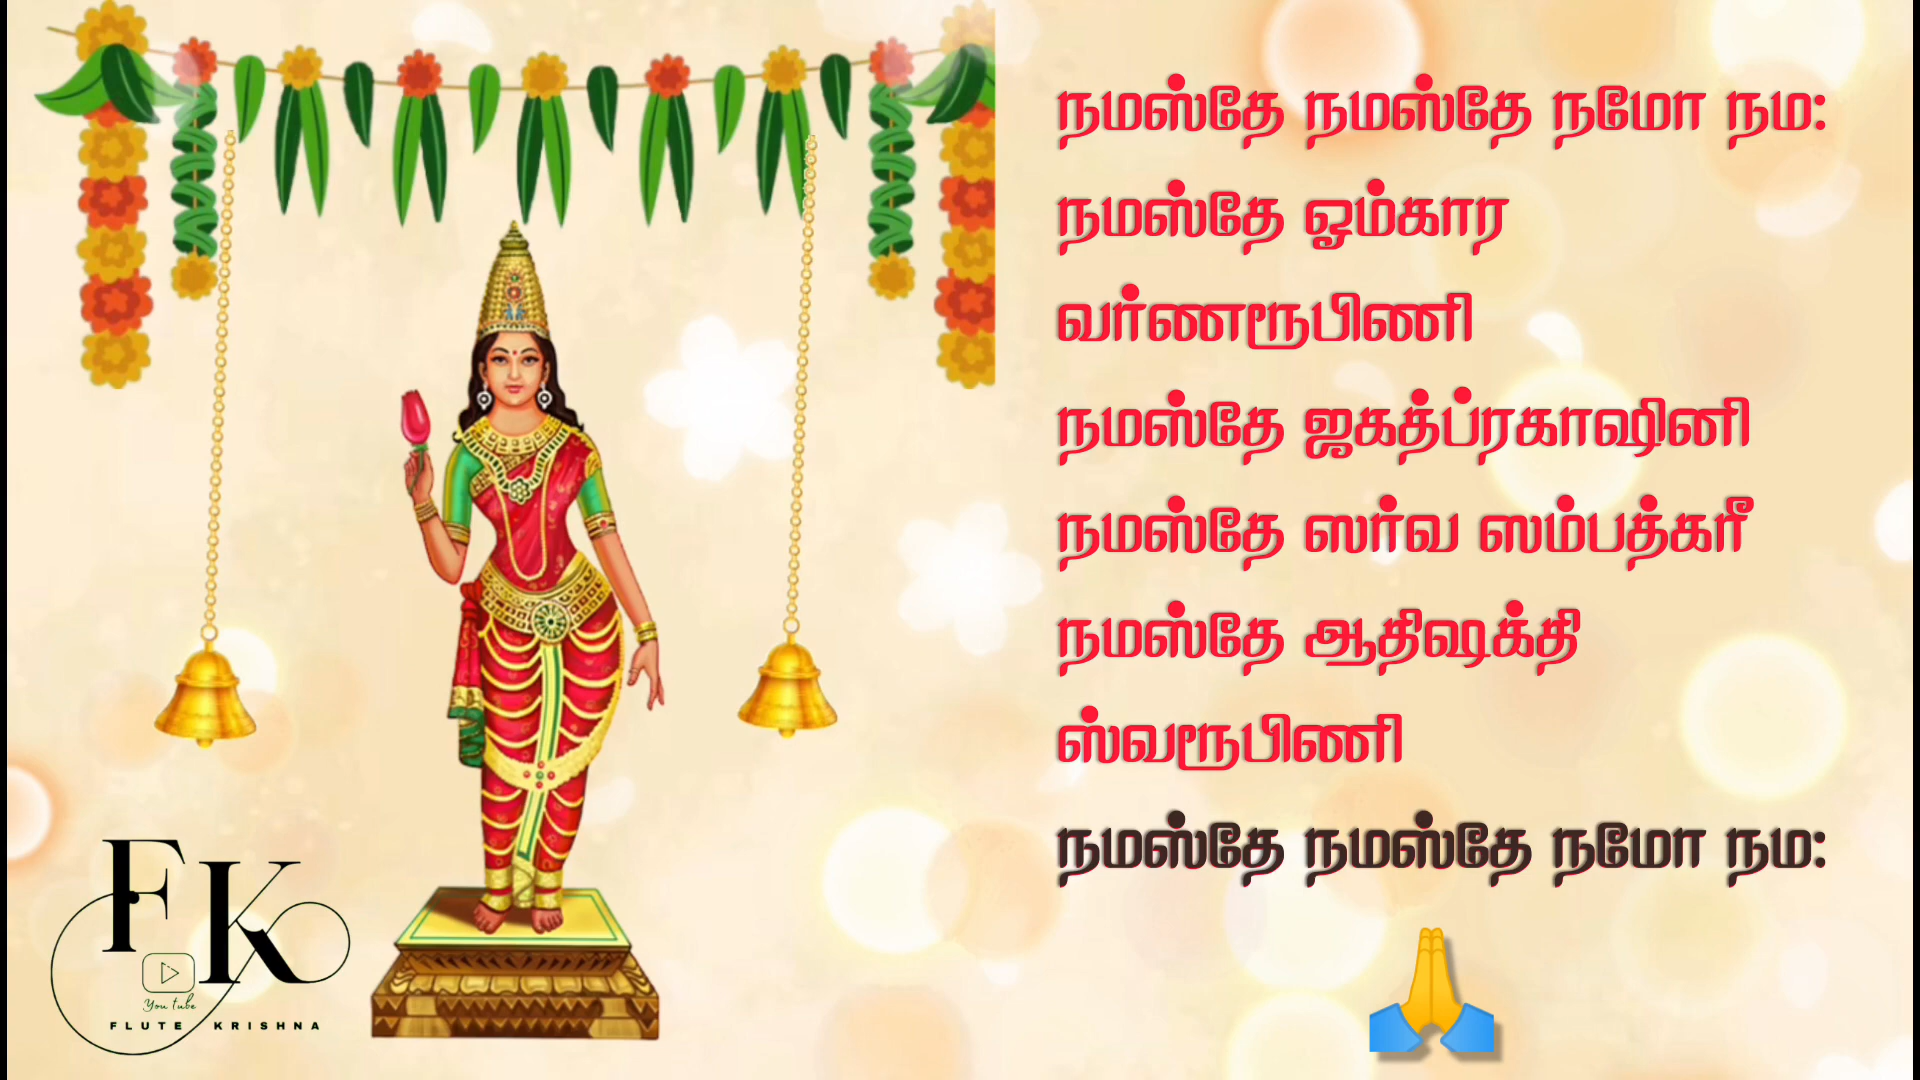 நமஸ்தே நமஸ்தே நமோ நம:
நமஸ்தே ஓம்கார
வர்ணரூபிணி
நமஸ்தே ஜகத்ப்ரகாஷினி
நமஸ்தே ஸர்வ ஸம்பத்கரீ
நமஸ்தே ஆதிஷக்தி
ஸ்வரூபிணி
நமஸ்தே நமஸ்தே நமோ நம:
FK
You tube
FLUTE KRISHNA